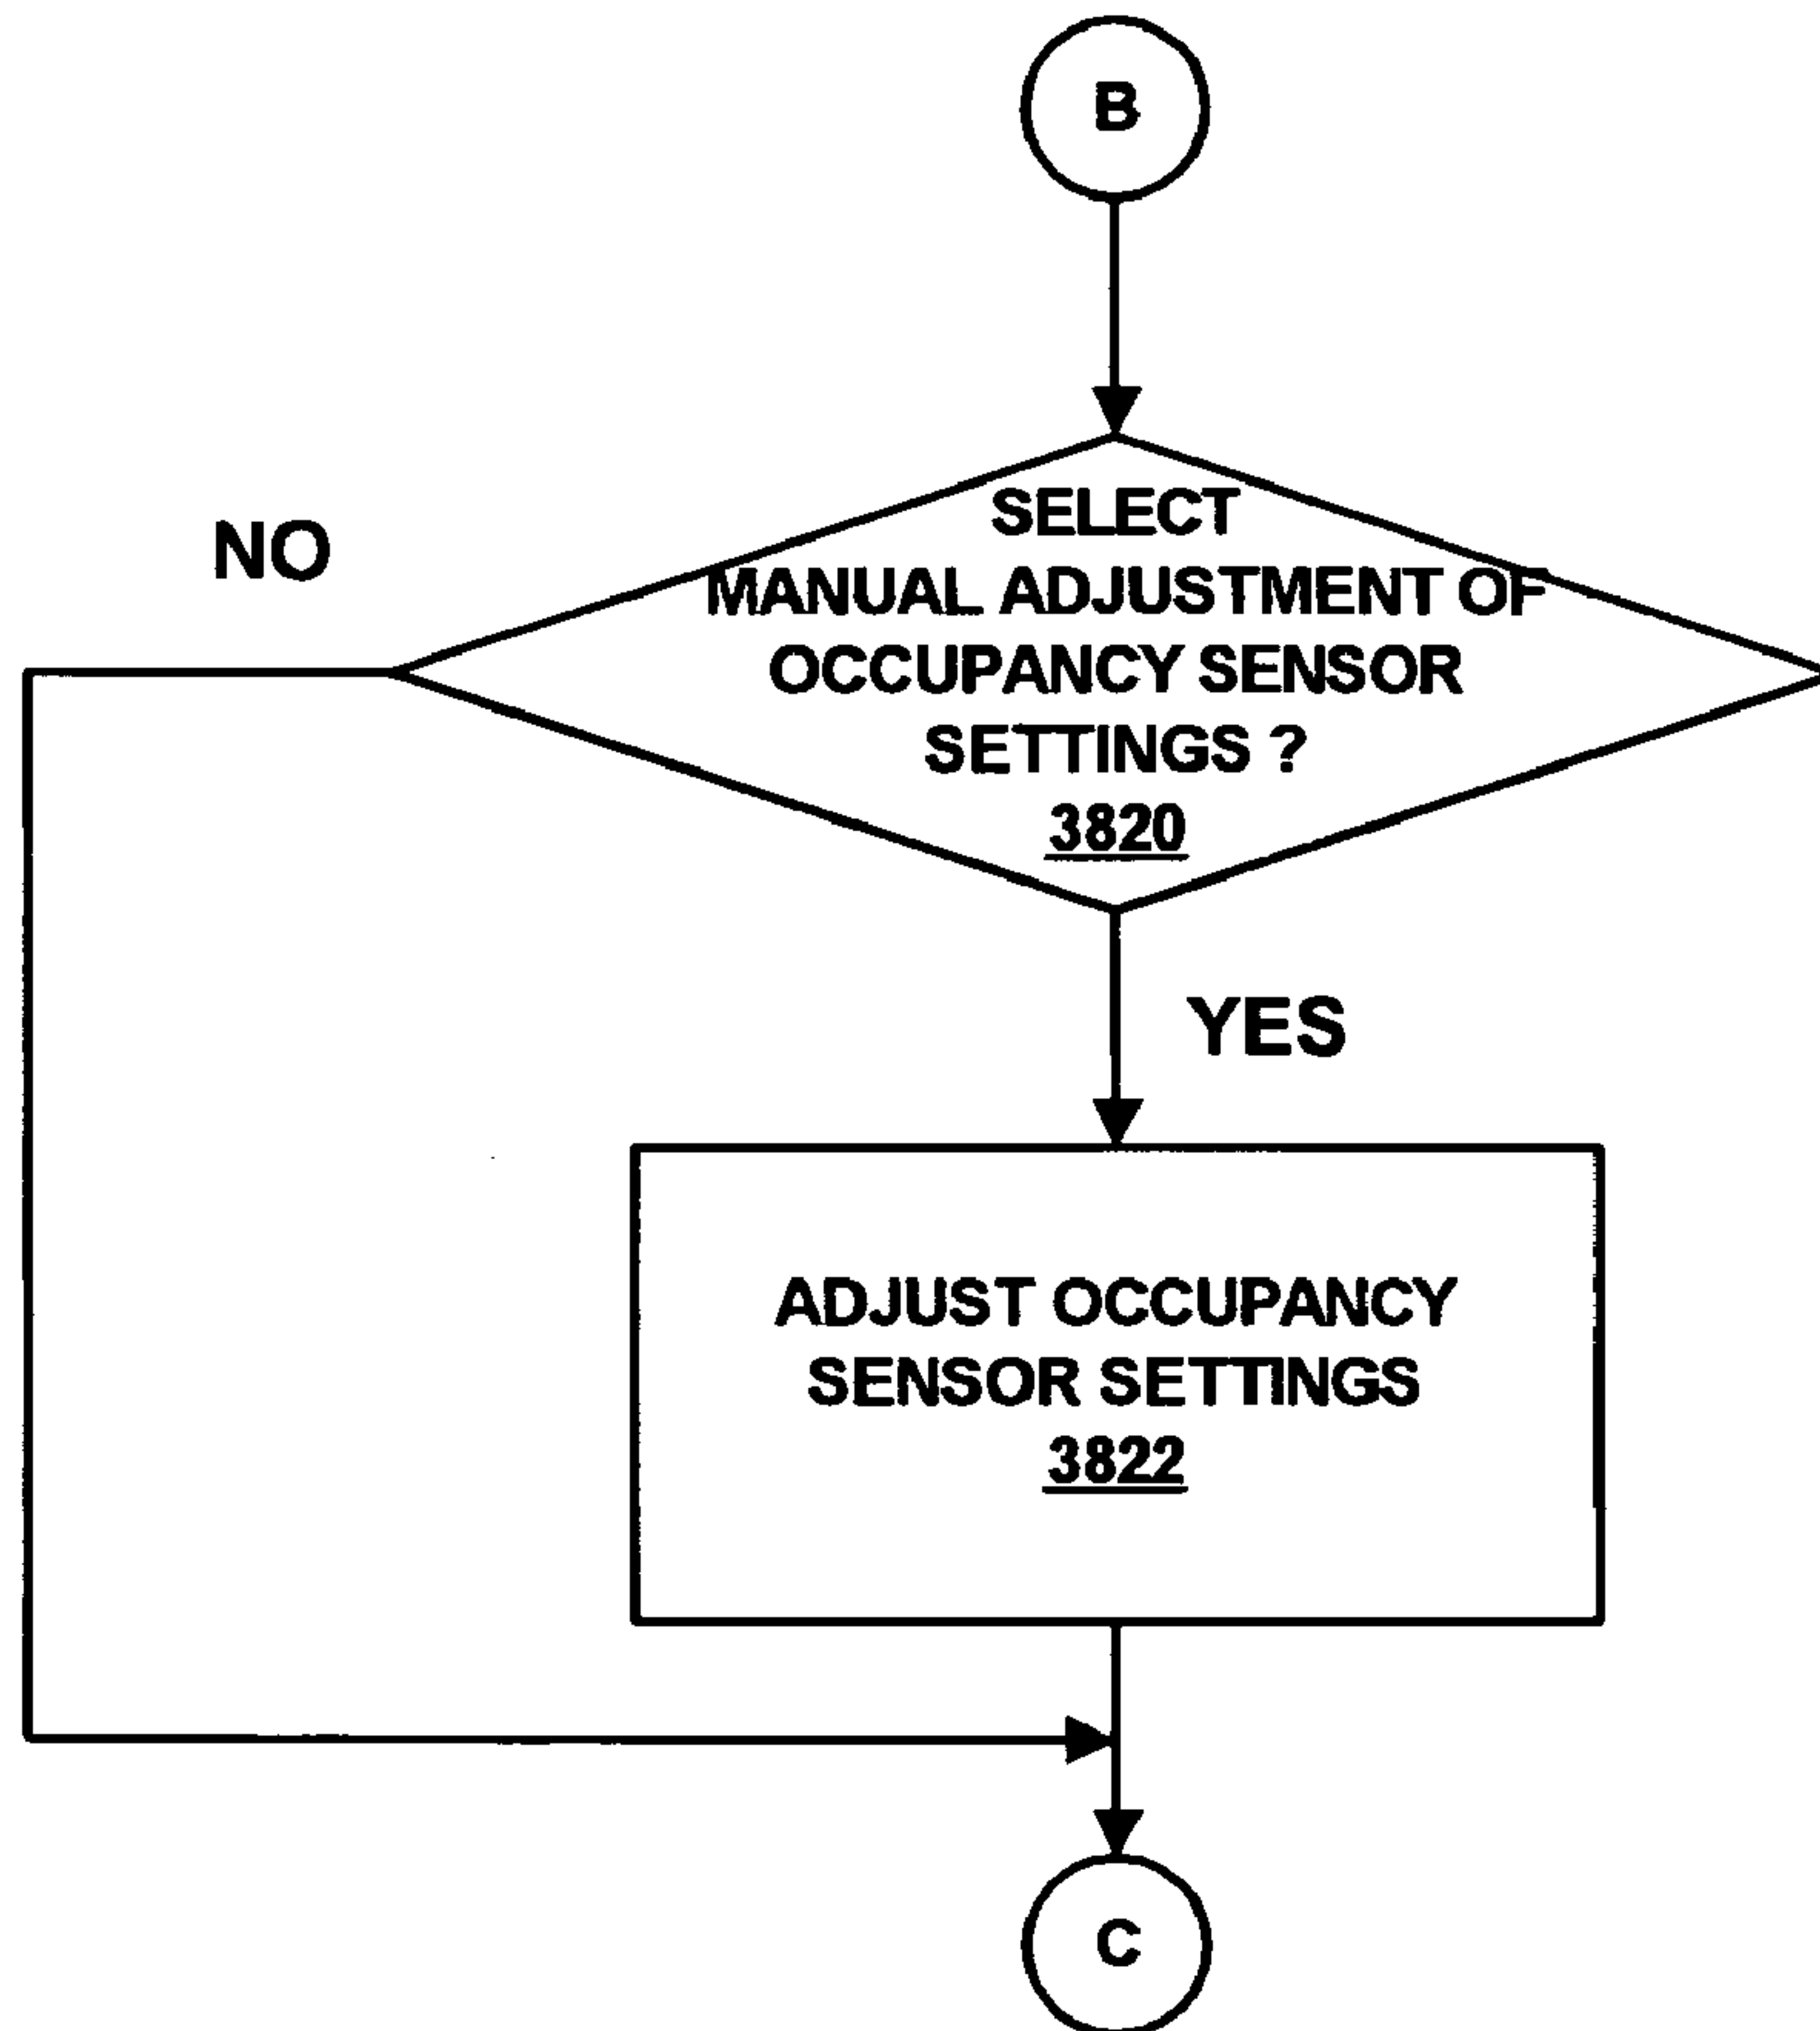 B
SELECT
MANUAL ADJUSTMENT OF
OCCUPANCY SENSOR
SETTINGS ?
3820
NO
YES
ADJUST OCCUPANCY
SENSOR SETTINGS
3822
C